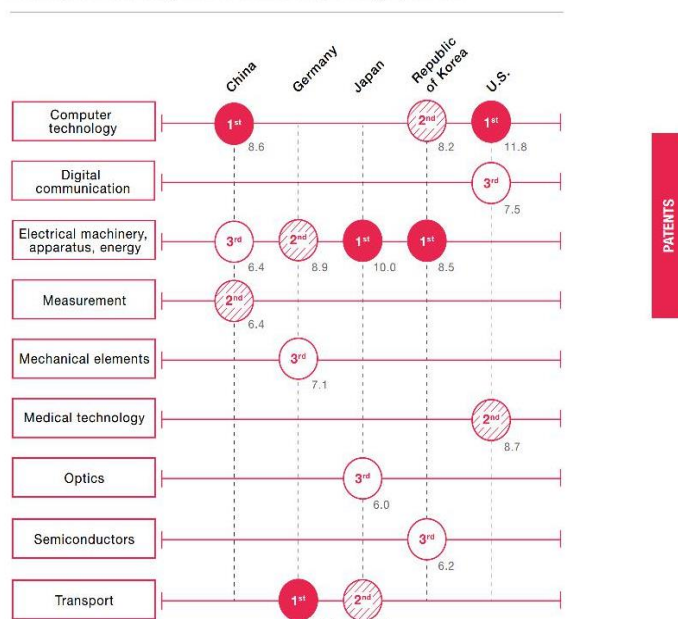 China
Germany
Japan
Republic
of Korea
U.S.
Computer
technology
1st
2nd
1st
8.6
8.2
11.8
Digital
communication
3rd
7.5
Electrical machinery,
apparatus, energy
3rd
2nd
1st
1st
6.4
8.9
10.0
8.5
Measurement
2nd
6.4
Mechanical elements
3rd
7.1
Medical technology
2nd
8.7
Optics
3rd
6.0
Semiconductors
3rd
6.2
Transport
1st
2nd
PATENTS